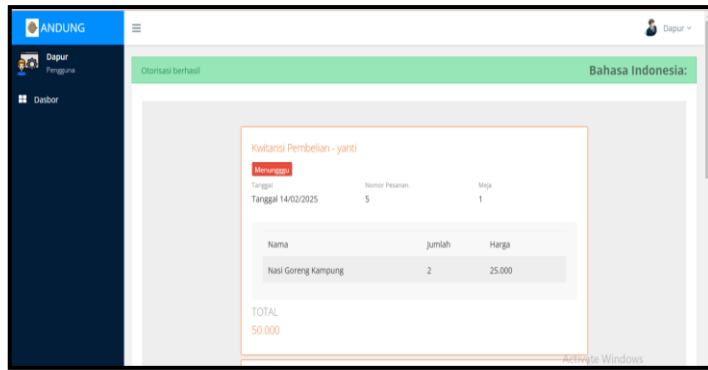 ANDUNG
Dapur
Dapur
Pengguna
Dasbor
Otorisasi berhasil
Bahasa Indonesia:
Kwitansi Pembelian - yanti
Menungggu
Tanggal Nomor Pesanan Meja
Tanggal 14/02/2025 5 1
Nama Jumlah Harga
Nasi Goreng Kampung 2 25.000
TOTAL
50.000
Activate Windows